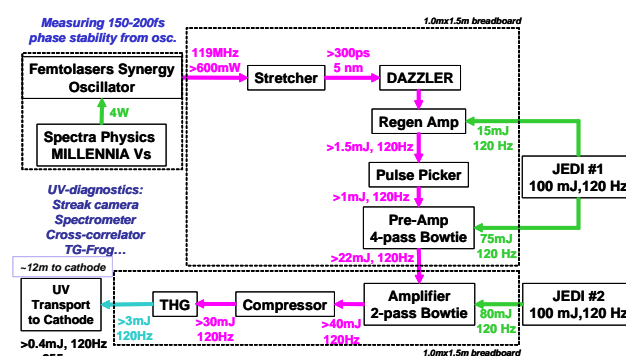 Measuring 150-200fs
phase stability from osc.
1.0mx1.5m breadboard
Femtolasers Synergy
Oscillator
119MHz
>600mW
Stretcher
>300ps
5 nm
DAZZLER
4W
Spectra Physics
MILLENNIA Vs
Regen Amp
15mJ
120 Hz
>1.5mJ, 120Hz
Pulse Picker
JEDI #1
100 mJ,120 Hz
>1mJ, 120Hz
UV-diagnostics:
Streak camera
Spectrometer
Cross-correlator
TG-Frog…
Pre-Amp
4-pass Bowtie
75mJ
120 Hz
>22mJ, 120Hz
~12m to cathode
UV
Transport
to Cathode
>3mJ
120Hz
THG
>30mJ
120Hz
Compressor
>40mJ
120Hz
Amplifier
2-pass Bowtie
80mJ
120 Hz
JEDI #2
100 mJ,120 Hz
>0.4mJ, 120Hz
1.0mx1.5m breadboard